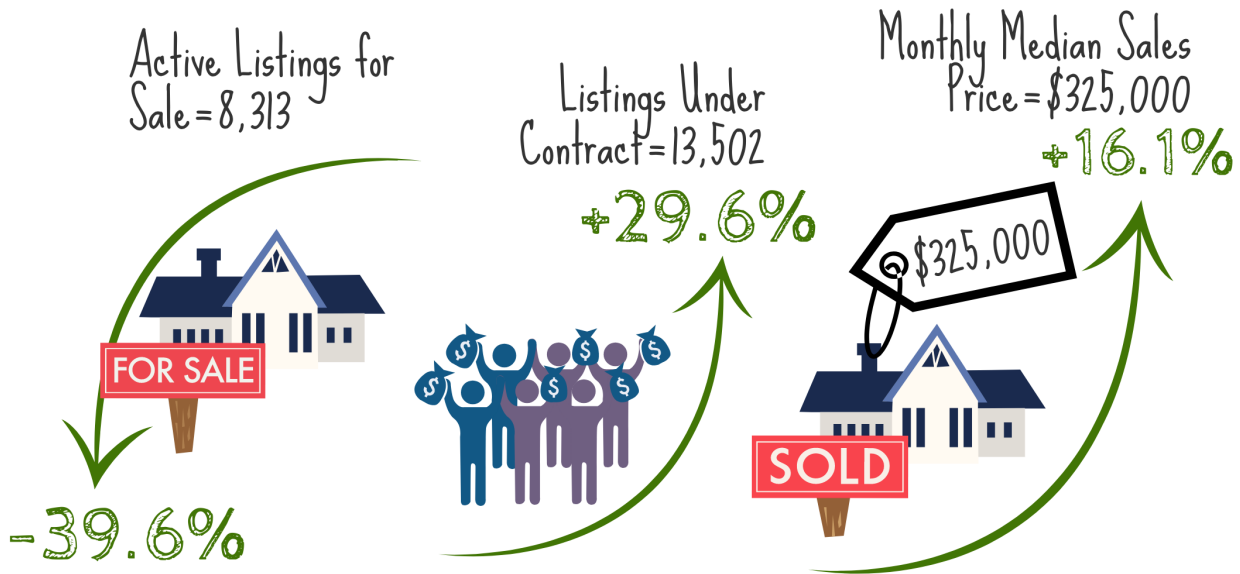 Active Listings for
Sale=8,313
-39.6%
FOR SALE
Listings Under
Contract=13,502
+29.6%
$
$
$
$
$
$
Monthly Median Sales
Price=$325,000
+16.1%
$325,000
SOLD